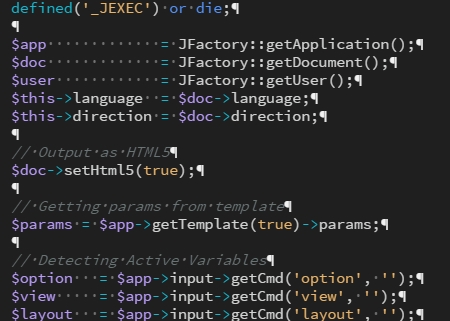 defined('_JEXEC') or die;¶
¶
$app·············=·JFactory::getApplication();¶
$doc·············=·JFactory::getDocument();¶
$user············=·JFactory::getUser();¶
$this->language··=·$doc->language;¶
$this->direction·=·$doc->direction;¶
¶
//·Output·as·HTML5¶
$doc->setHtml5(true);¶
¶
//·Getting·params·from·template¶
$params·=·$app->getTemplate(true)->params;¶
¶
//·Detecting·Active·Variables¶
$option···=·$app->input->getCmd('option',·'');¶
$view·····=·$app->input->getCmd('view',·'');¶
$layout···=·$app->input->getCmd('layout',·'');¶